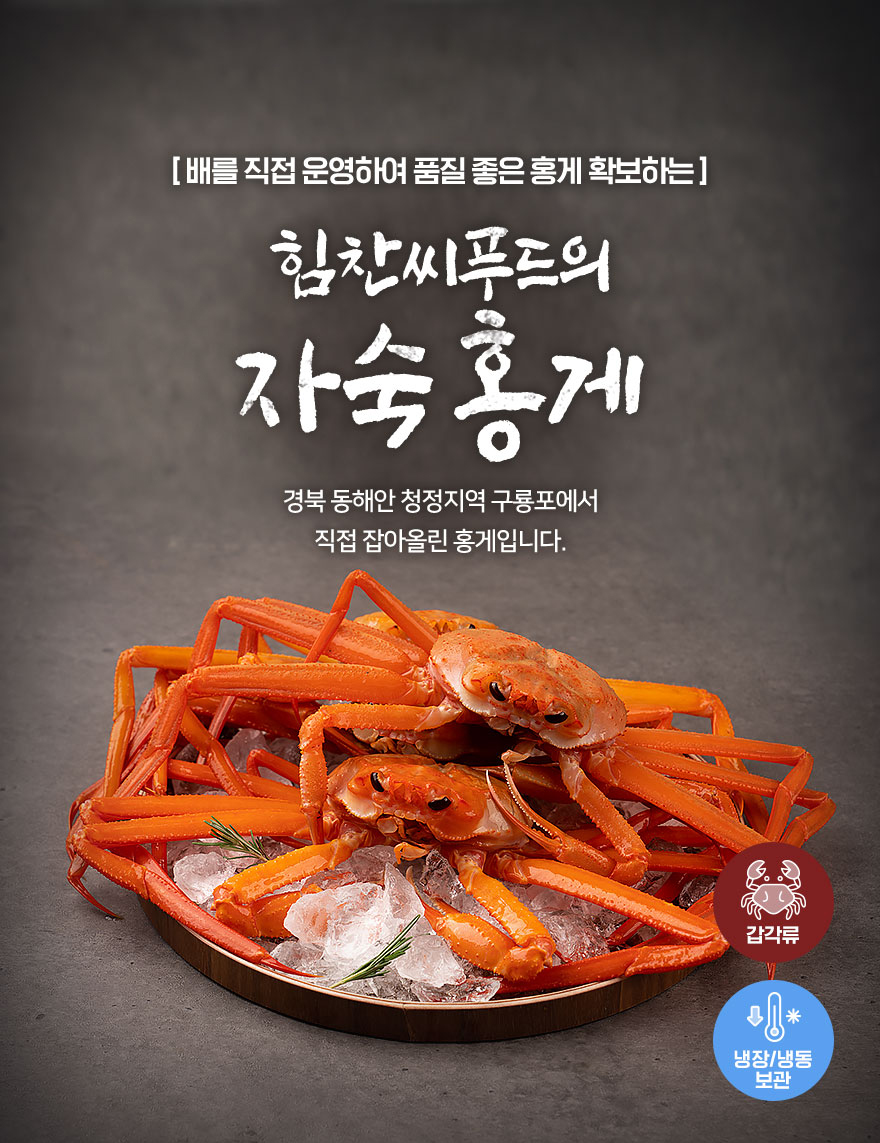 [ 배를 직접 운영하여 품질 좋은 홍게 확보하는 ]
힘찬씨푸드의
자숙홍게
경북 동해안 청정지역 구룡포에서
직접 잡아올린 홍게입니다.
갑각류
냉장/냉동
보관